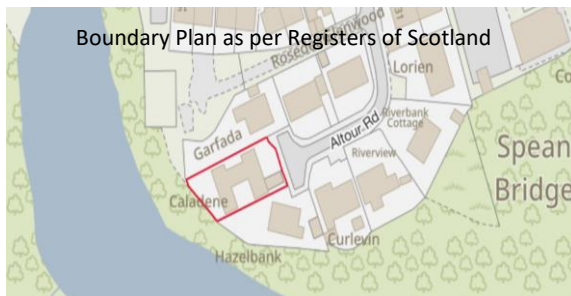 Boundary Plan as per Registers of Scotland
31
Lorien
Garfada
Altour Rd
Riverbank
Cottage
Riverview
Spean
Bridge
Caladene
Curlevin
Hazelbank